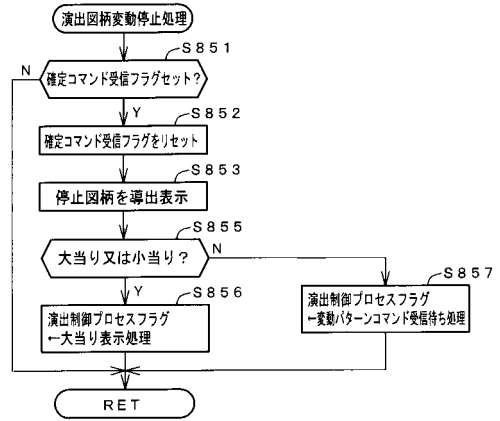 演出図柄変動停止処理
S851
確定コマンド受信フラグセット?
N
Y
S852
確定コマンド受信フラグをリセット
S853
停止図柄を導出表示
S855
大当り又は小当り?
N
Y
S856
演出制御プロセスフラグ
←大当り表示処理
S857
演出制御プロセスフラグ
←変動パターンコマンド受信待ち処理
RET